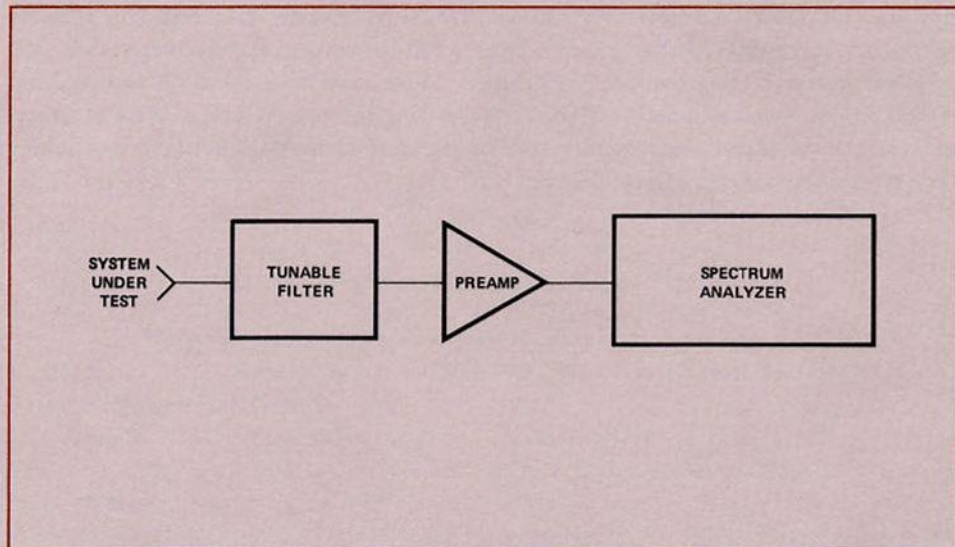 SYSTEM
UNDER
TEST
TUNABLE
FILTER
PREAMP
SPECTRUM
ANALYZER